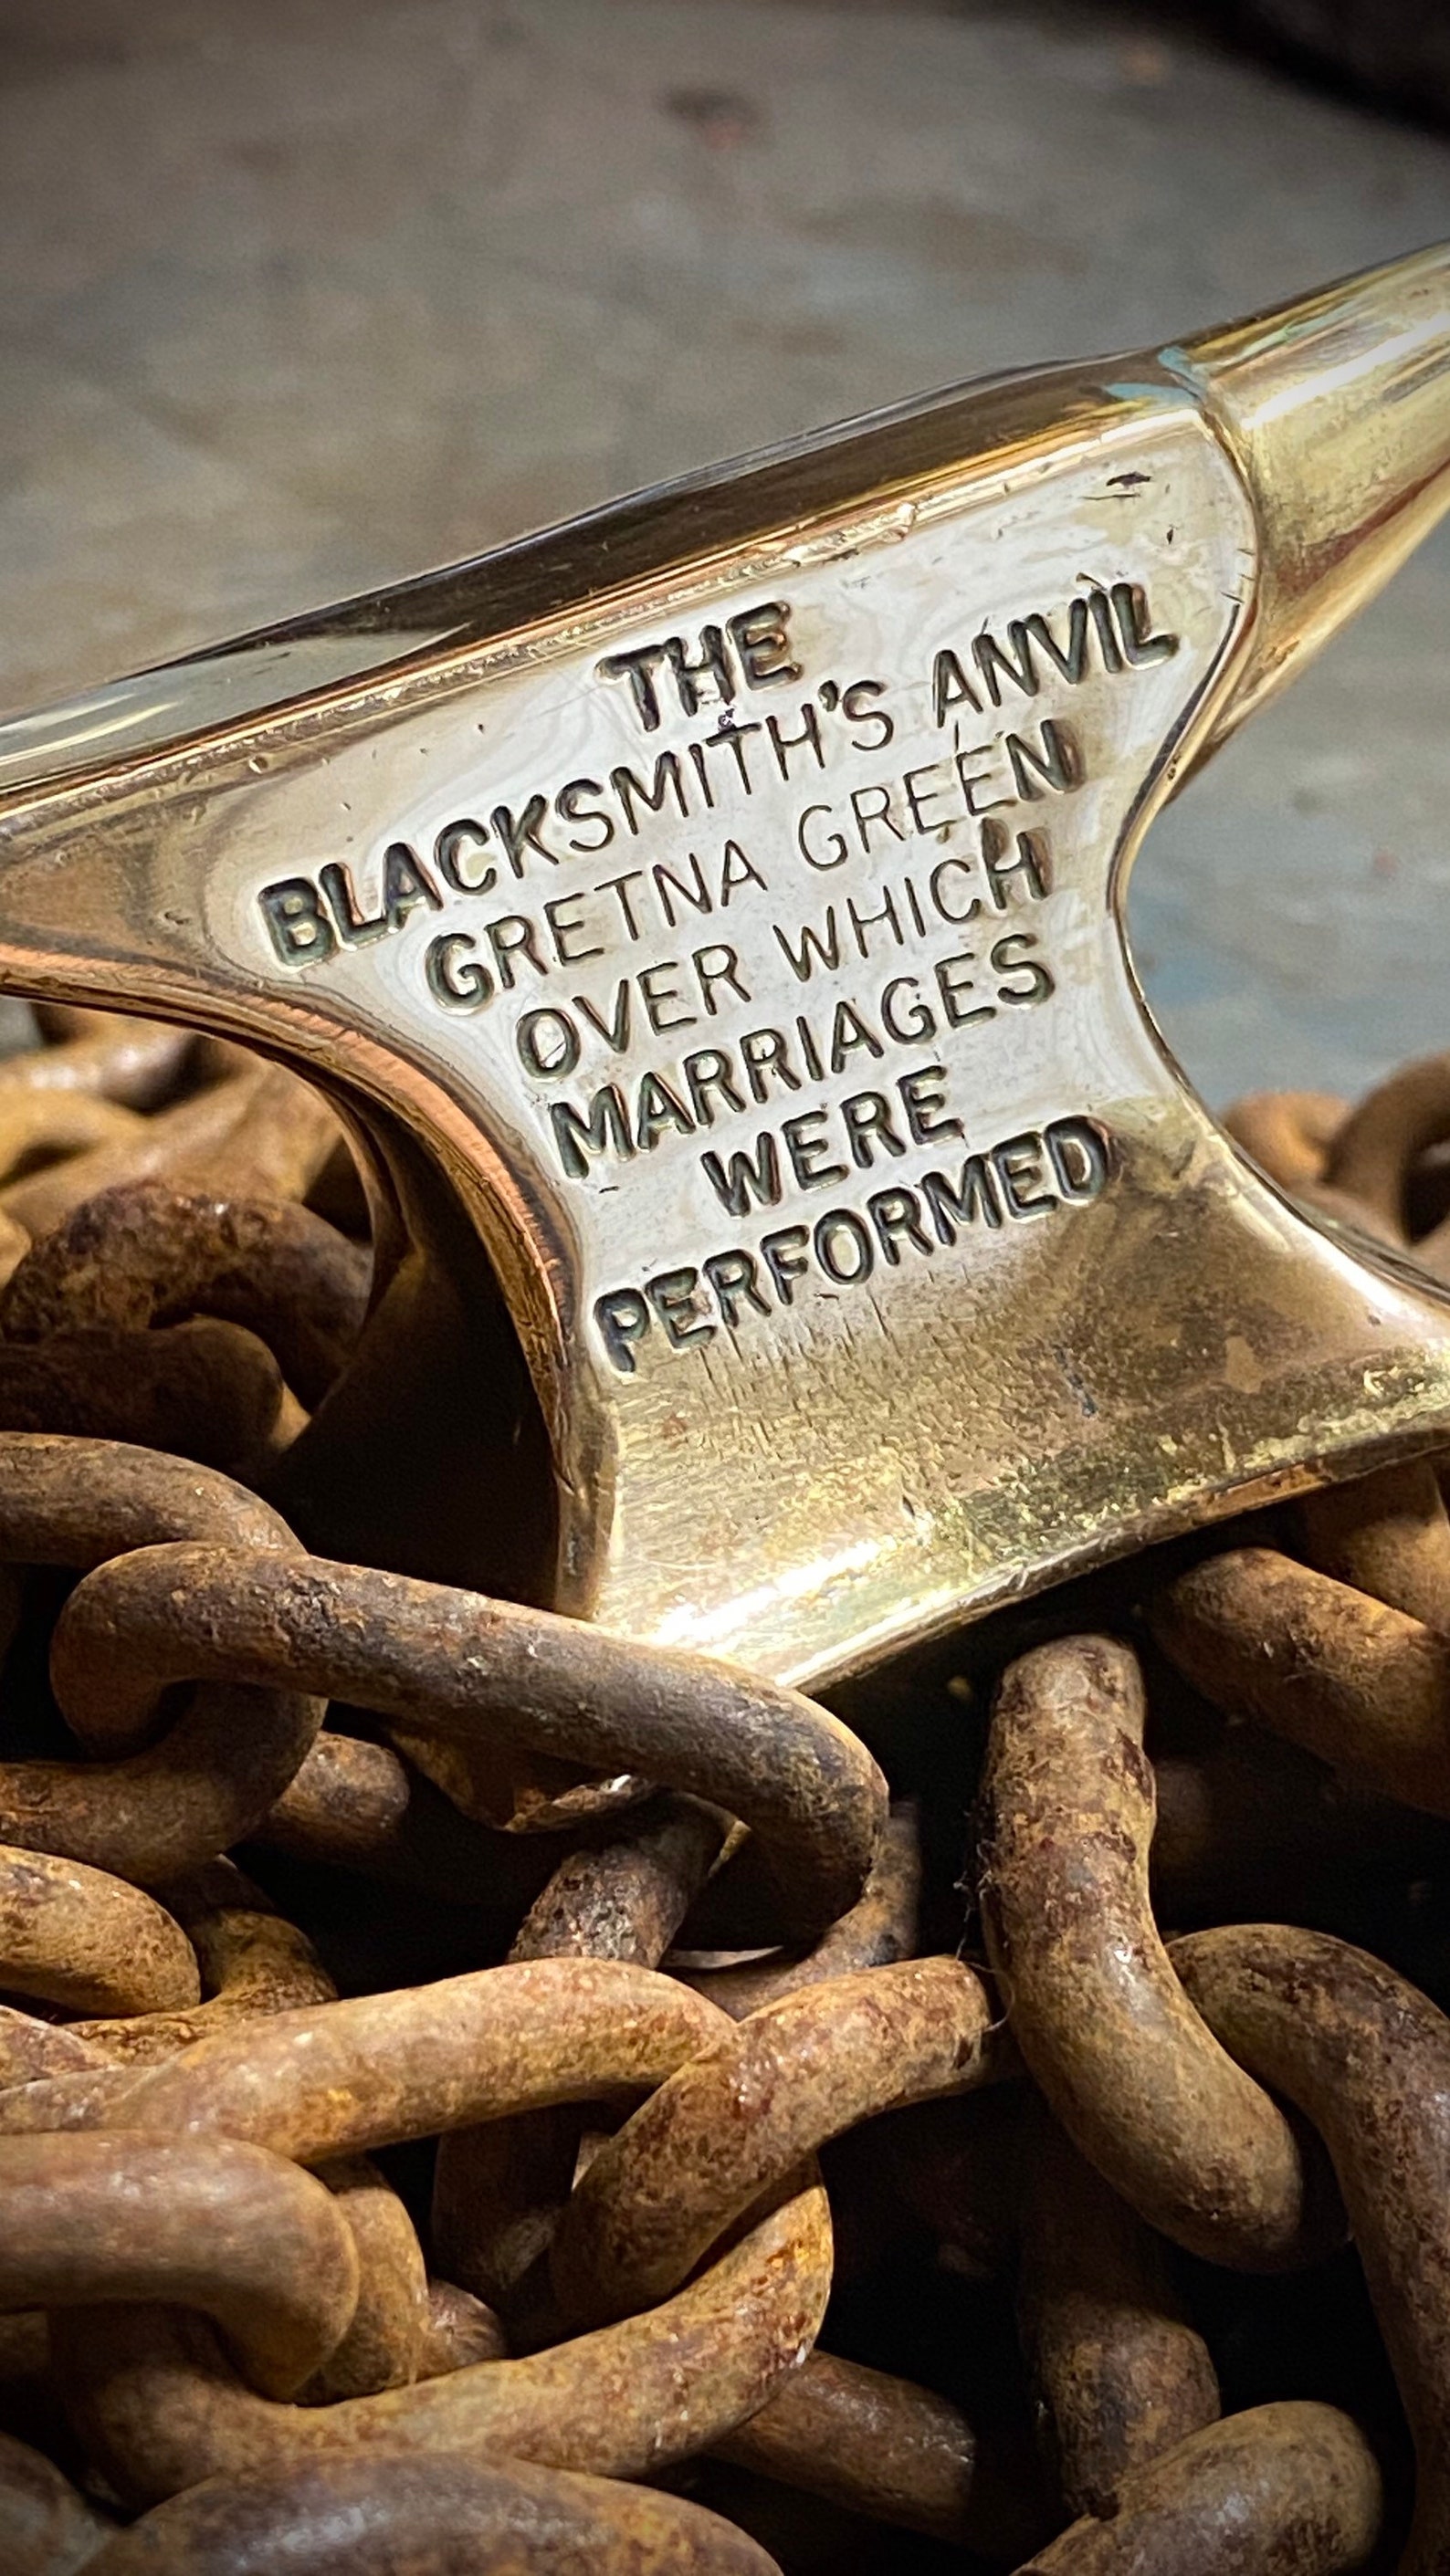 THE
BLACKSMITH'S ANVIL
GRETNA GREEN
OVER WHICH
MARRIAGES
WERE
PERFORMED